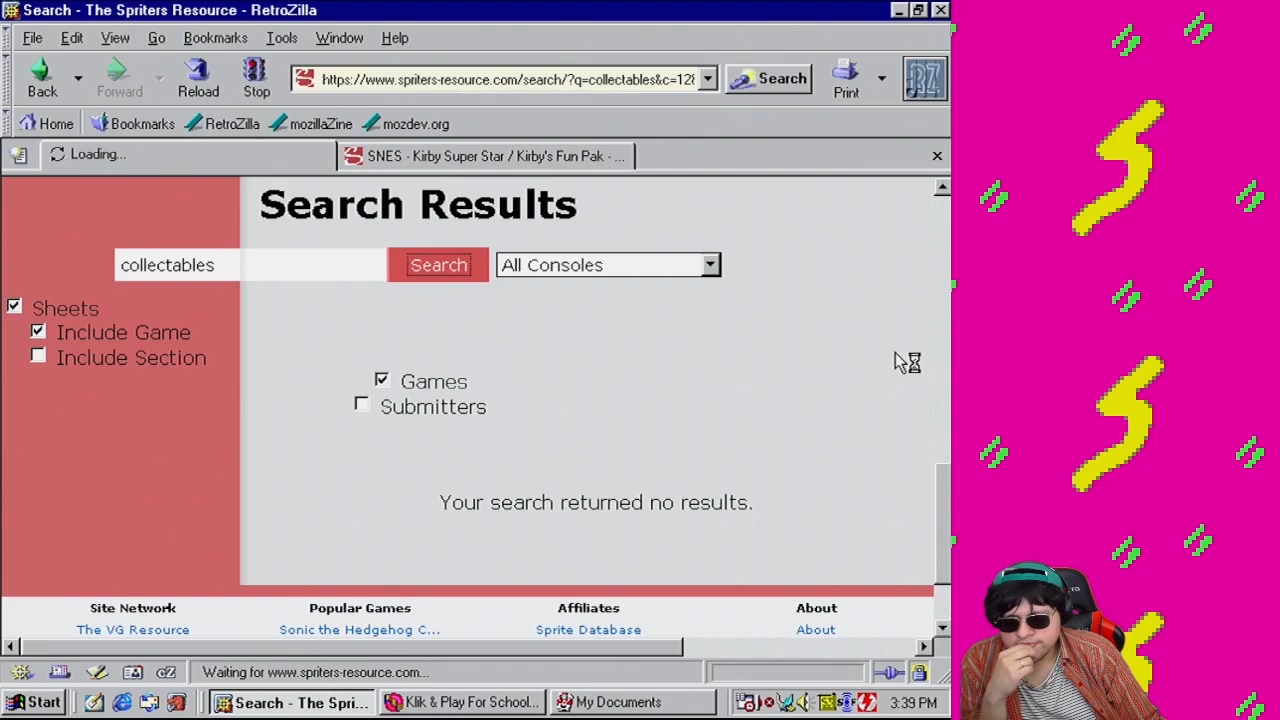 Search - The Spriters Resource - RetroZilla
File Edit View Go Bookmarks Tools Window Help
Back Forward Reload Stop https://www.spriters-resource.com/search/?q=collectables&c=128 Search Print
Home Bookmarks RetroZilla mozillaZine mozdev.org
Loading... SNES - Kirby Super Star / Kirby's Fun Pak - ...
Search Results
collectables Search All Consoles
Sheets
Include Game
Include Section
Games
Submitters
Your search returned no results.
Site Network Popular Games Affiliates About
The VG Resource Sonic the Hedgehog C... Sprite Database About
Waiting for www.spriters-resource.com...
Start Search - The Spri... Klik & Play For School... My Documents 3:39 PM